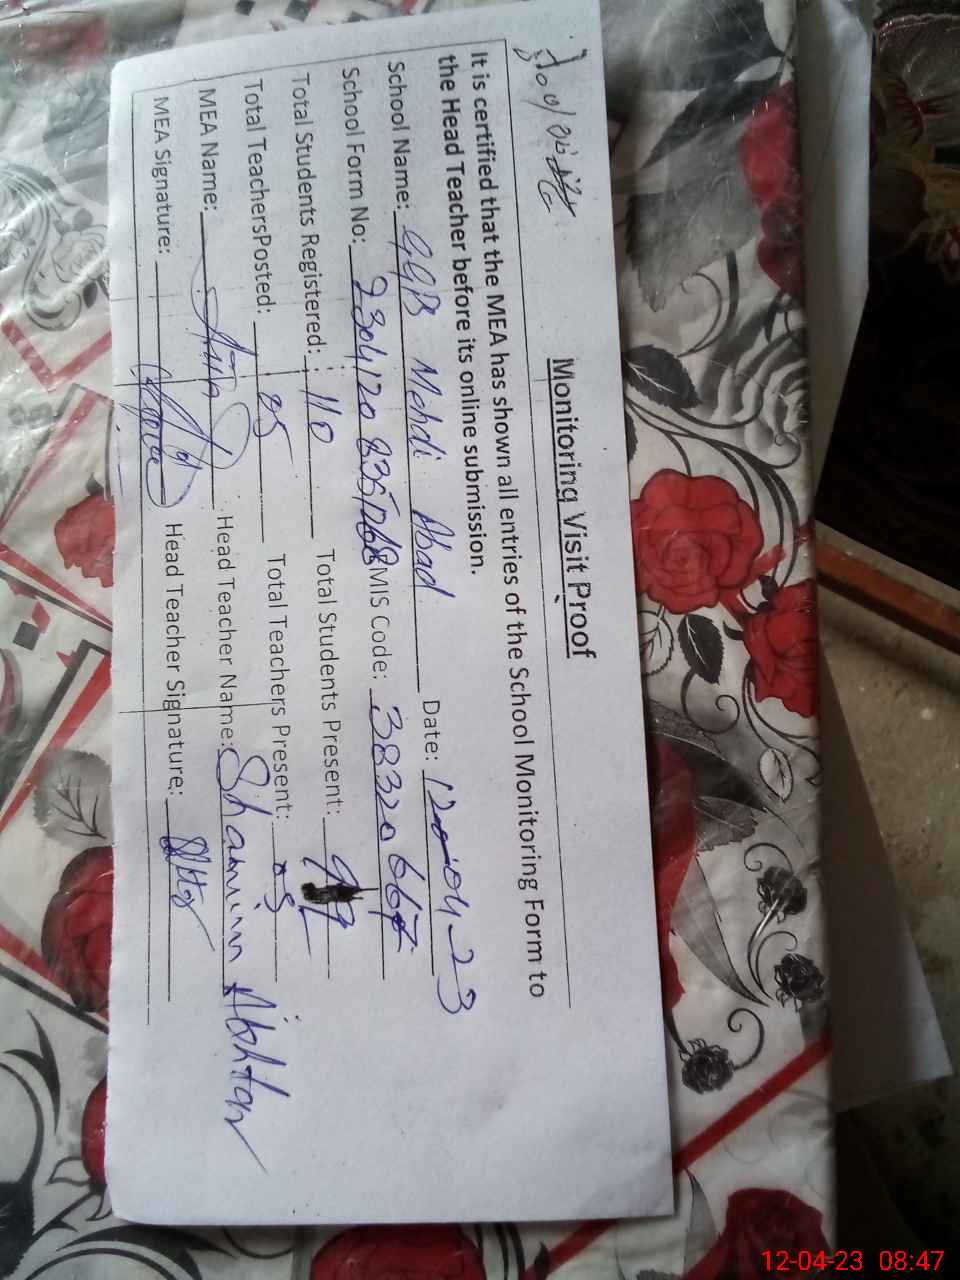 Monitoring Visit Proof
It is certified that the MEA has shown all entries of the School Monitoring Form to
the Head Teacher before its online submission.
School Name: GGPS Mehdi Abad Date: 12-04-23
School Form No: EMIS Code: 
Total Students Registered: 110 Total Students Present: 99
Total TeachersPosted: 05 Total Teachers Present: 05
MEA Name: Head Teacher Name: Shamim Akhtar
MEA Signature: Head Teacher Signature:
12-04-23 08:47